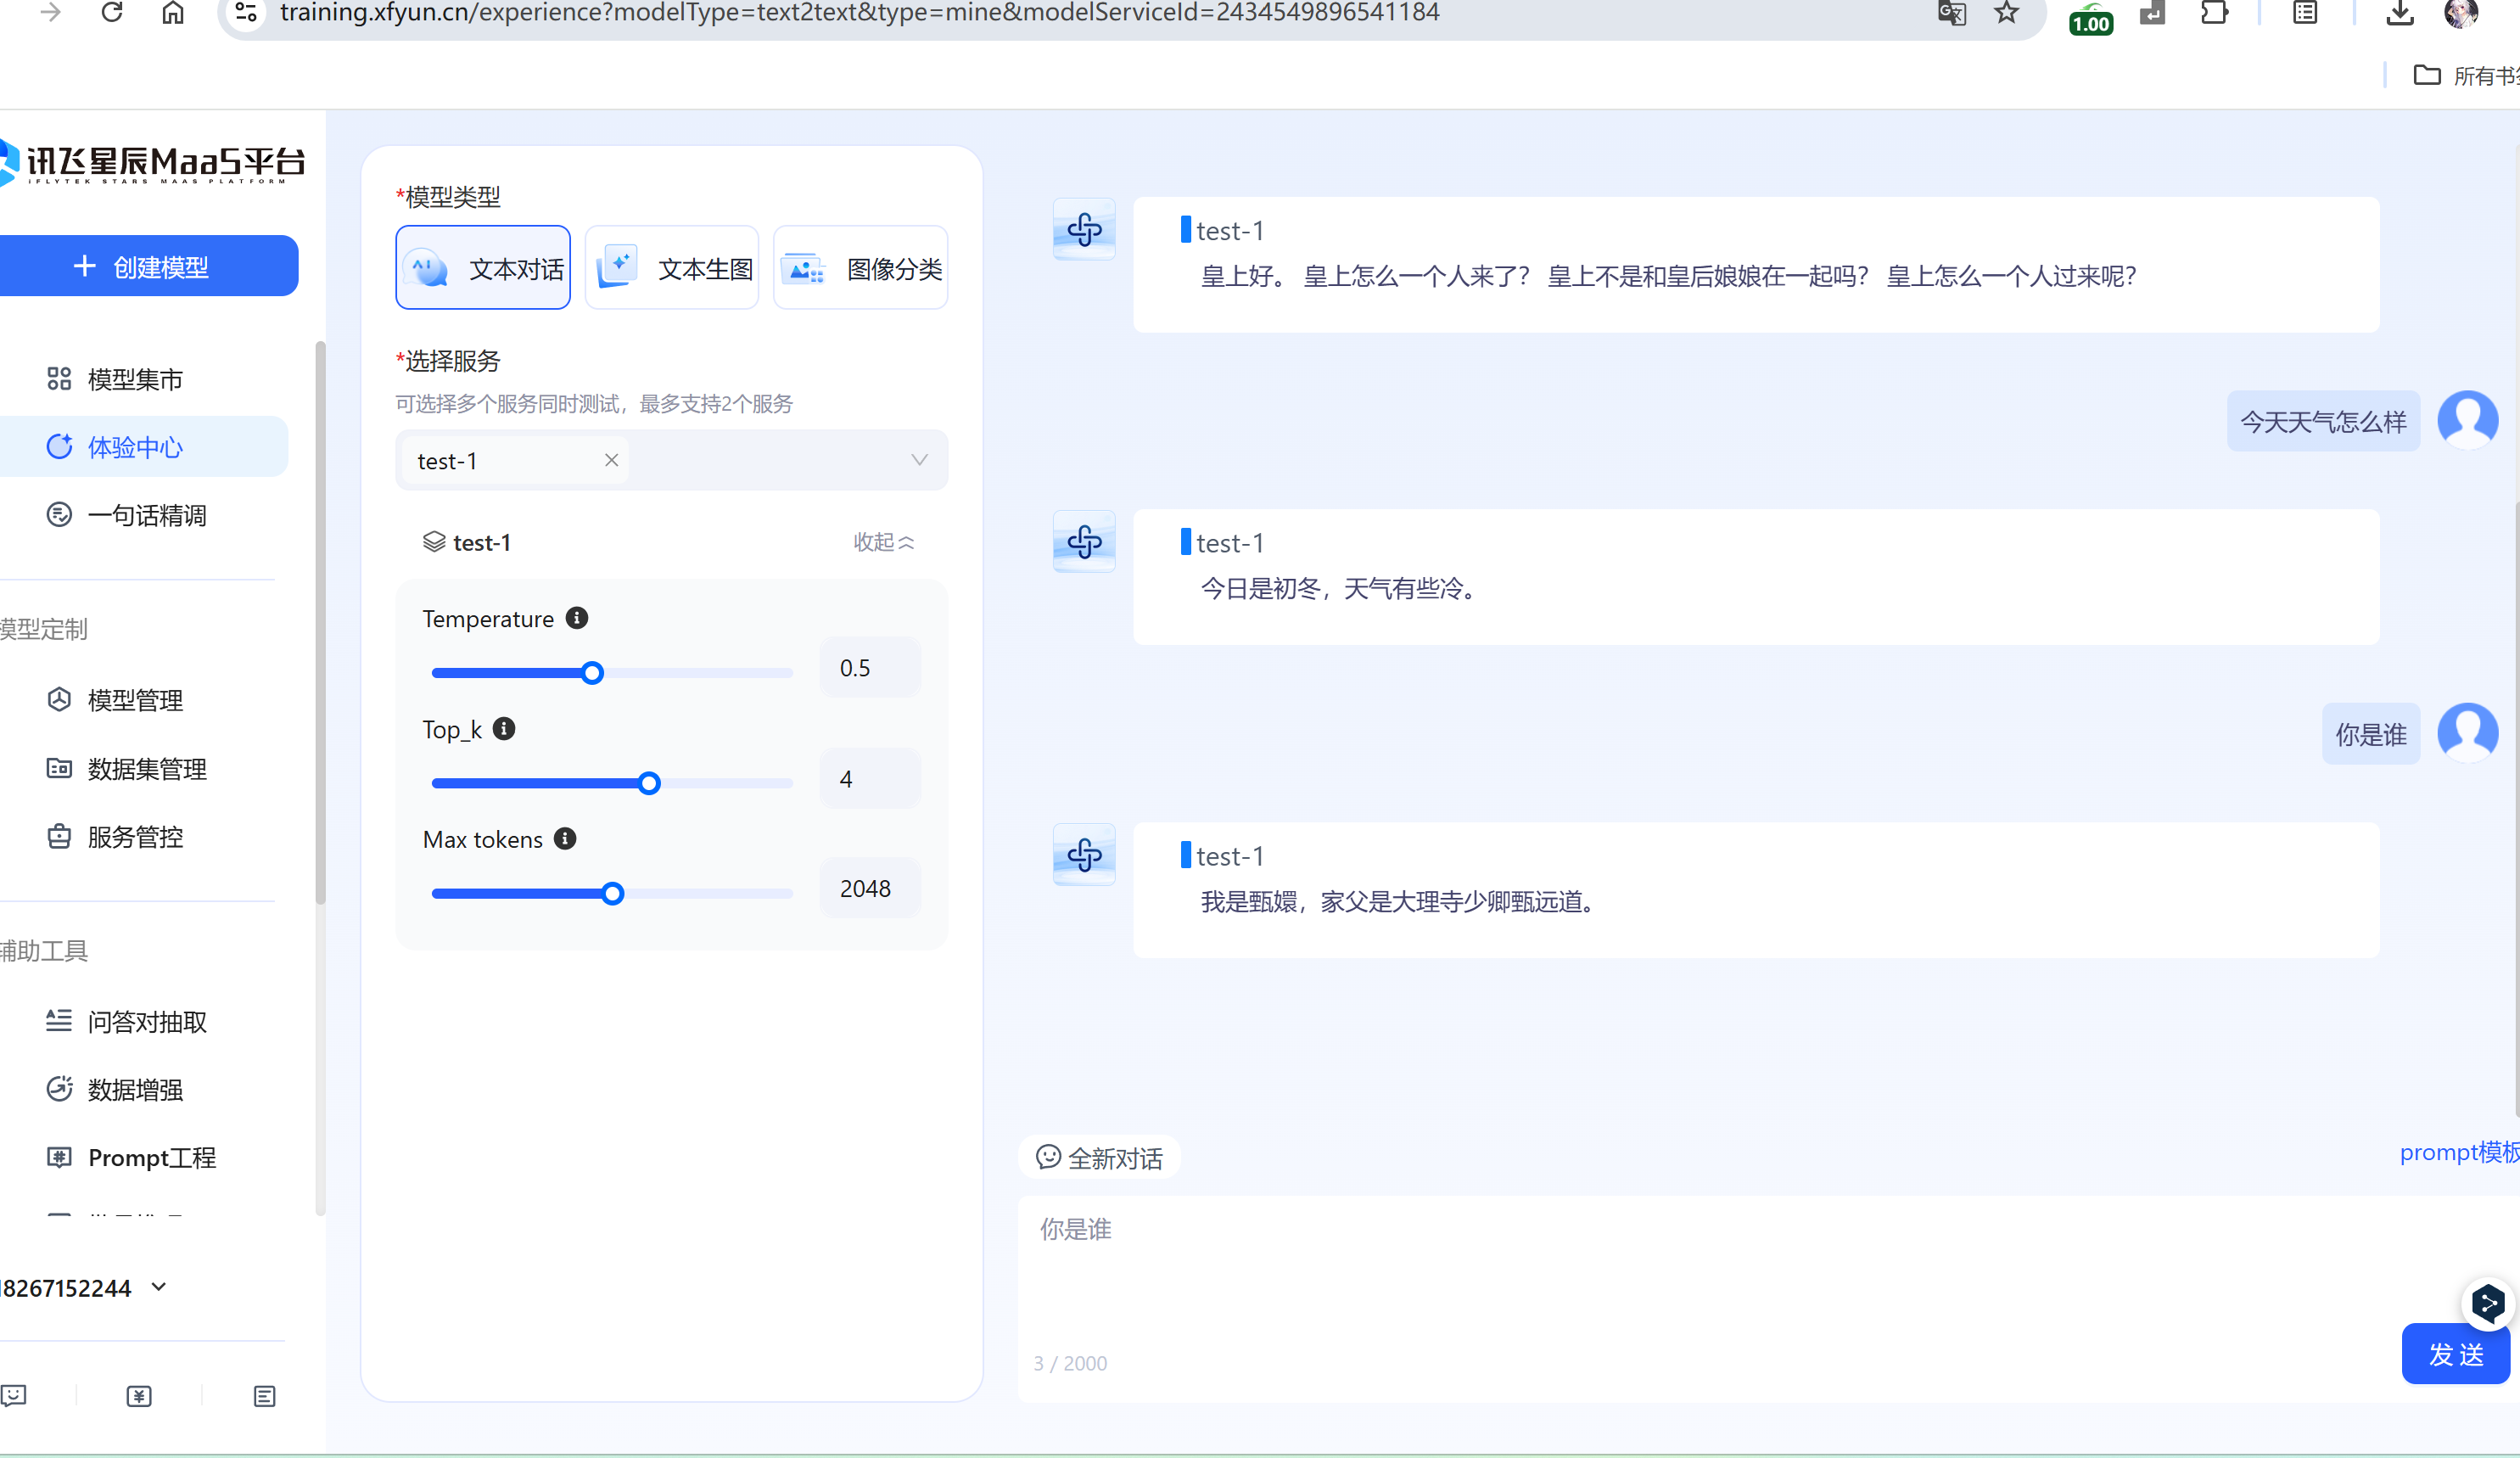 training.xfyun.cn/experience?modelType=text2text&type=mine&modelServiceId=2434549896541184
1.00
所有书签
讯飞星辰MaaS平台
IFLYTEK STARS MAAS PLATFORM
创建模型
模型集市
体验中心
一句话精调
模型定制
模型管理
数据集管理
服务管控
辅助工具
问答对抽取
数据增强
Prompt工程
18267152244
*模型类型
文本对话
文本生图
图像分类
*选择服务
可选择多个服务同时测试，最多支持2个服务
test-1
test-1
收起
Temperature
0.5
Top_k
4
Max tokens
2048
test-1
皇上好。 皇上怎么一个人来了？ 皇上不是和皇后娘娘在一起吗？ 皇上怎么一个人过来呢？
今天天气怎么样
test-1
今日是初冬，天气有些冷。
你是谁
test-1
我是甄嬛，家父是大理寺少卿甄远道。
全新对话
prompt模板
你是谁
3 / 2000
发 送